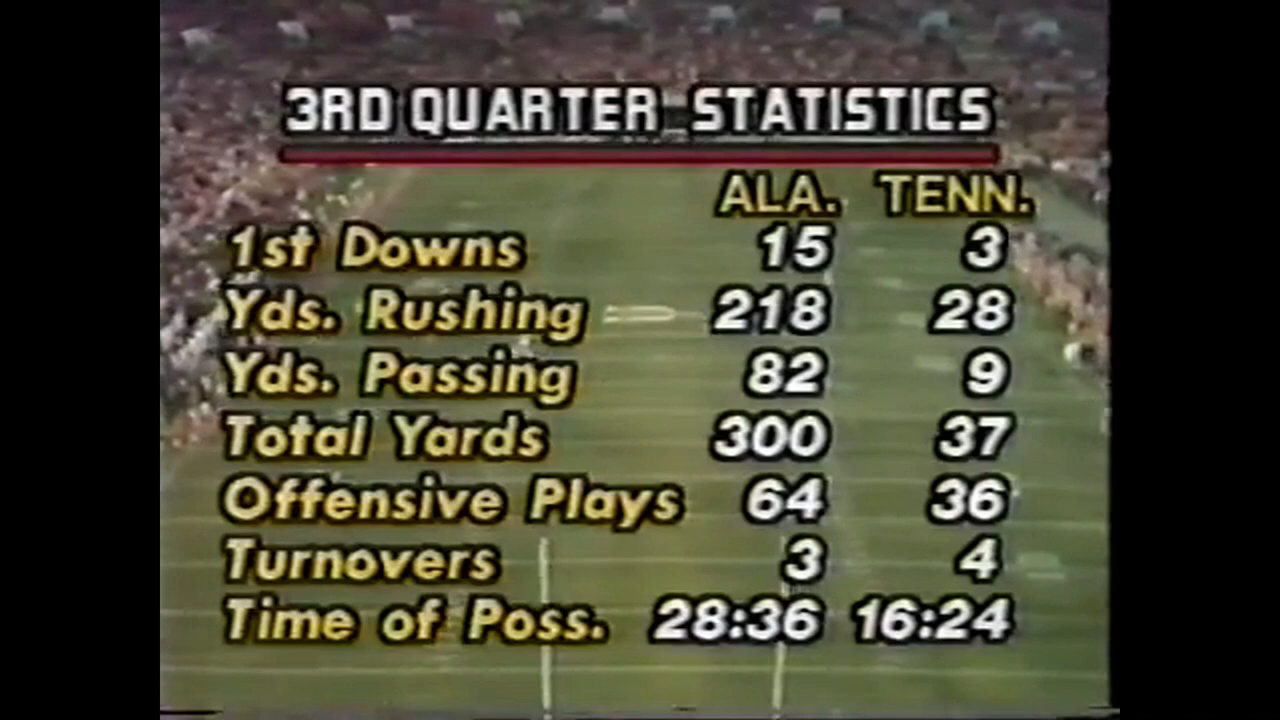 3RD QUARTER STATISTICS
ALA. TENN.
1st Downs 15 3
Yds. Rushing 218 28
Yds. Passing 82 9
Total Yards 300 37
Offensive Plays 64 36
Turnovers 3 4
Time of Poss. 28:36 16:24